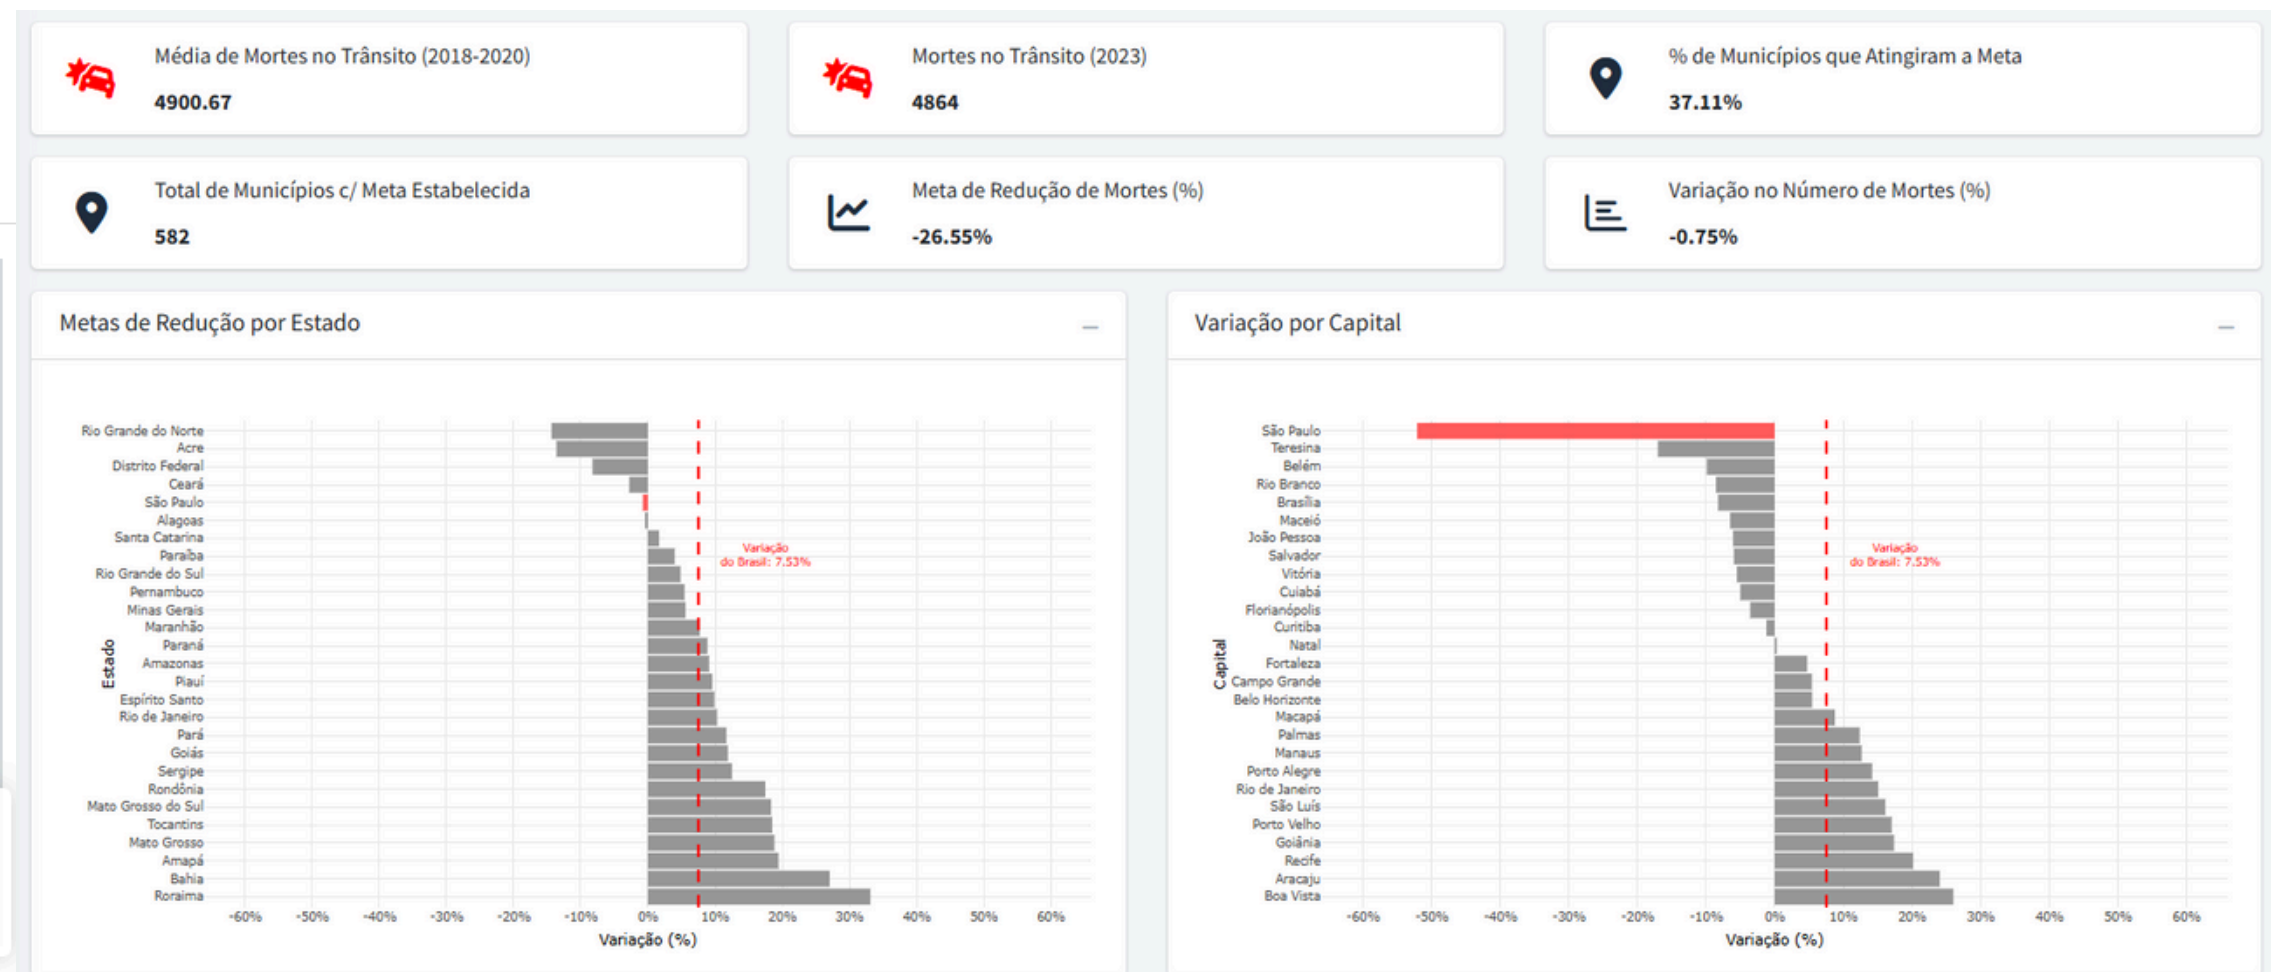 Média de Mortes no Trânsito (2018-2020)
4900.67
Mortes no Trânsito (2023)
4864
% de Municípios que Atingiram a Meta
37.11%
Total de Municípios c/ Meta Estabelecida
582
Meta de Redução de Mortes (%)
-26.55%
Variação no Número de Mortes (%)
-0.75%
Metas de Redução por Estado
Estado
Rio Grande do Norte
Acre
Distrito Federal
Ceará
São Paulo
Alagoas
Santa Catarina
Paraíba
Rio Grande do Sul
Pernambuco
Minas Gerais
Maranhão
Paraná
Amazonas
Piauí
Espírito Santo
Rio de Janeiro
Pará
Goiás
Sergipe
Rondônia
Mato Grosso do Sul
Tocantins
Mato Grosso
Amapá
Bahia
Roraima
Variação
do Brasil: 7.53%
-60% -50% -40% -30% -20% -10% 0% 10% 20% 30% 40% 50% 60%
Variação (%)
Variação por Capital
Capital
São Paulo
Teresina
Belém
Rio Branco
Brasília
Maceió
João Pessoa
Salvador
Vitória
Cuiabá
Florianópolis
Curitiba
Natal
Fortaleza
Campo Grande
Belo Horizonte
Macapá
Palmas
Manaus
Porto Alegre
Rio de Janeiro
São Luís
Porto Velho
Goiânia
Recife
Aracaju
Boa Vista
Variação
do Brasil: 7.53%
-60% -50% -40% -30% -20% -10% 0% 10% 20% 30% 40% 50% 60%
Variação (%)